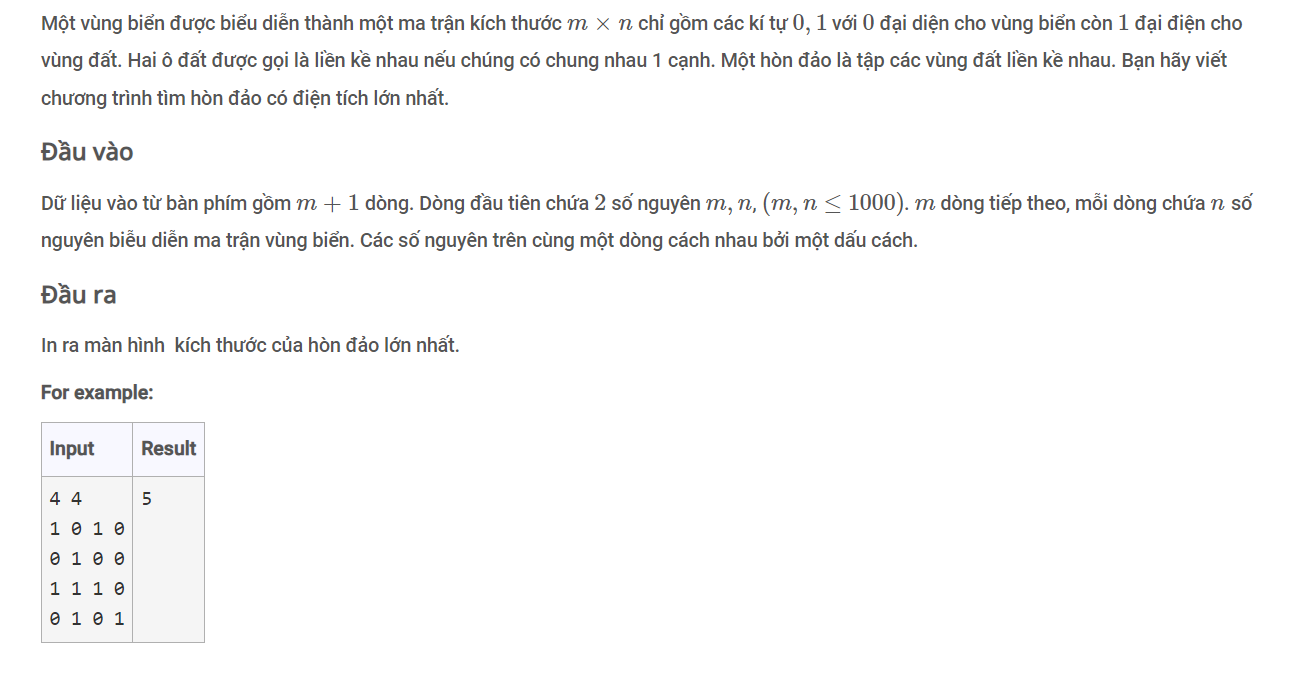 Một vùng biển được biểu diễn thành một ma trận kích thước m × n chỉ gồm các kí tự 0, 1 với 0 đại diện cho vùng biển còn 1 đại điện cho
vùng đất. Hai ô đất được gọi là liền kề nhau nếu chúng có chung nhau 1 cạnh. Một hòn đảo là tập các vùng đất liền kề nhau. Bạn hãy viết
chương trình tìm hòn đảo có điện tích lớn nhất.
Đầu vào
Dữ liệu vào từ bàn phím gồm m + 1 dòng. Dòng đầu tiên chứa 2 số nguyên m, n, (m, n ≤ 1000). m dòng tiếp theo, mỗi dòng chứa n số
nguyên biễu diễn ma trận vùng biển. Các số nguyên trên cùng một dòng cách nhau bởi một dấu cách.
Đầu ra
In ra màn hình  kích thước của hòn đảo lớn nhất.
For example:
Input Result
4 4 5
1 0 1 0
0 1 0 0
1 1 1 0
0 1 0 1